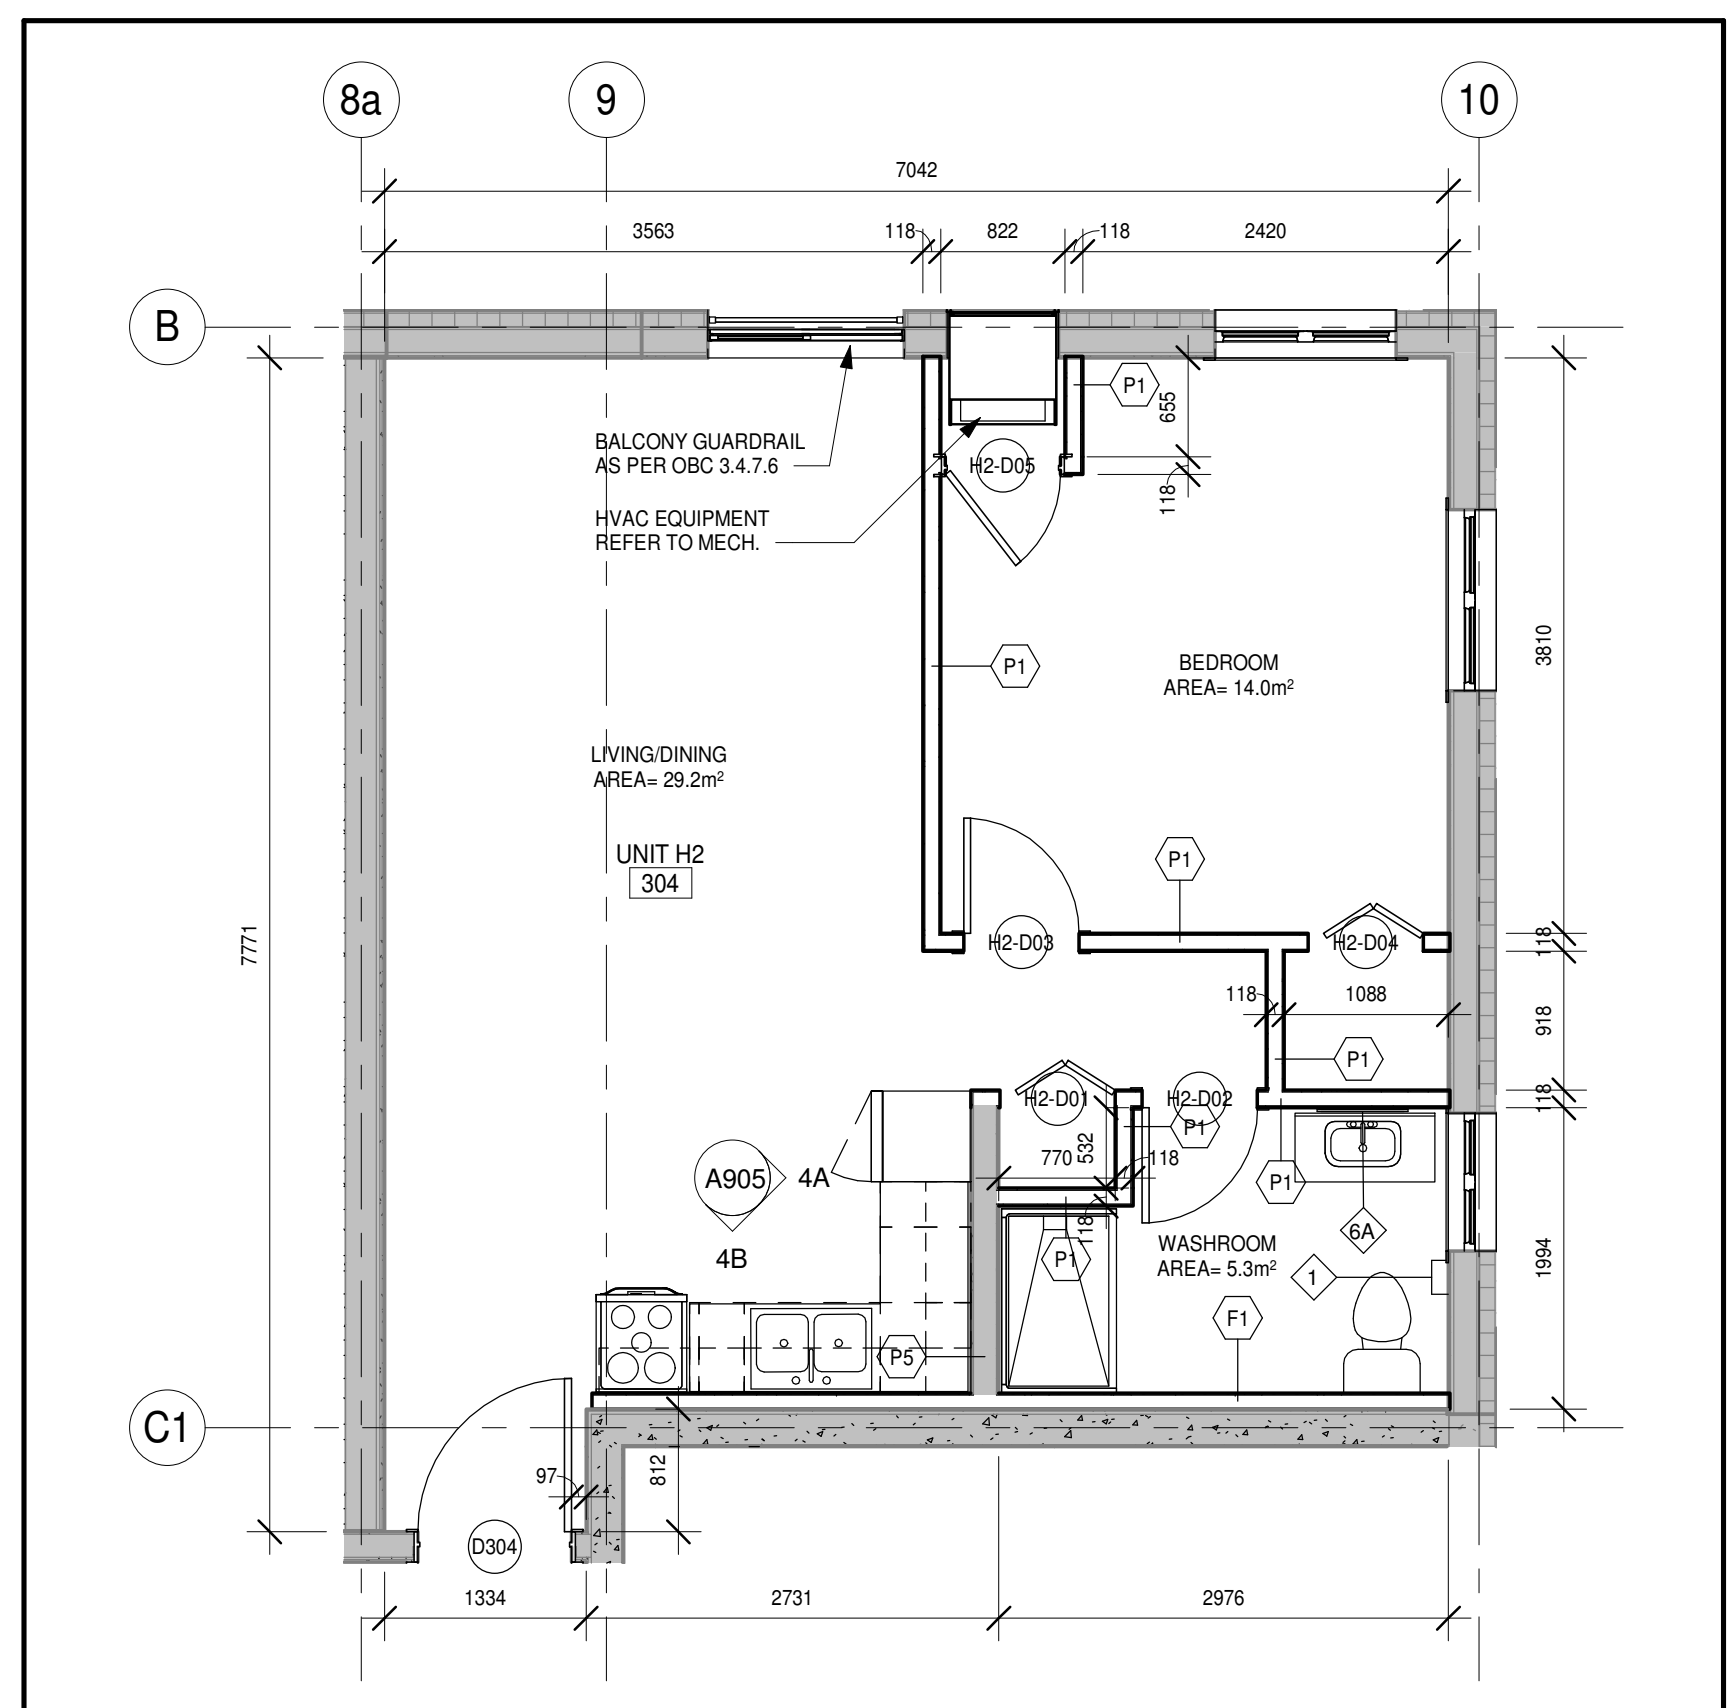 8a
9
10
7042
3563
118
822
118
2420
B
P1
655
BALCONY GUARDRAIL
AS PER OBC 3.4.7.6
H2-D05
118
HVAC EQUIPMENT
REFER TO MECH.
P1
BEDROOM
AREA= 14.0m²
3810
LIVING/DINING
AREA= 29.2m²
UNIT H2
304
P1
7771
H2-D03
H2-D04
118
118
1088
918
P1
H2-D01
H2-D02
118
P1
532
770
118
A905
4A
P1
118
6A
4B
P1
WASHROOM
AREA= 5.3m²
1
1994
F1
P5
C1
97
812
D304
1334
2731
2976